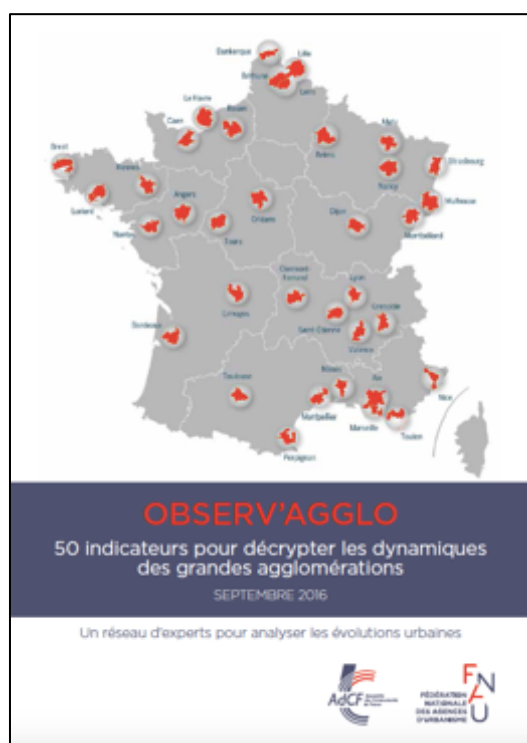 Dunkerque
Lille
Béthune
Lens
Le Havre
Rouen
Caen
Reims
Metz
Strasbourg
Brest
Rennes
Nancy
Lorient
Angers
Orléans
Mulhouse
Dijon
Montbéliard
Nantes
Tours
Clermont-
Ferrand
Lyon
Grenoble
Limoges
Saint-Etienne
Valence
Bordeaux
Nîmes
Aix
Toulouse
Nice
Montpellier
Marseille
Toulon
Perpignan
OBSERV'AGGLO
50 indicateurs pour décrypter les dynamiques
des grandes agglomérations
SEPTEMBRE 2016
Un réseau d'experts pour analyser les évolutions urbaines
AdCF
FNAU
FÉDÉRATION
NATIONALE
DES AGENCES
D'URBANISME